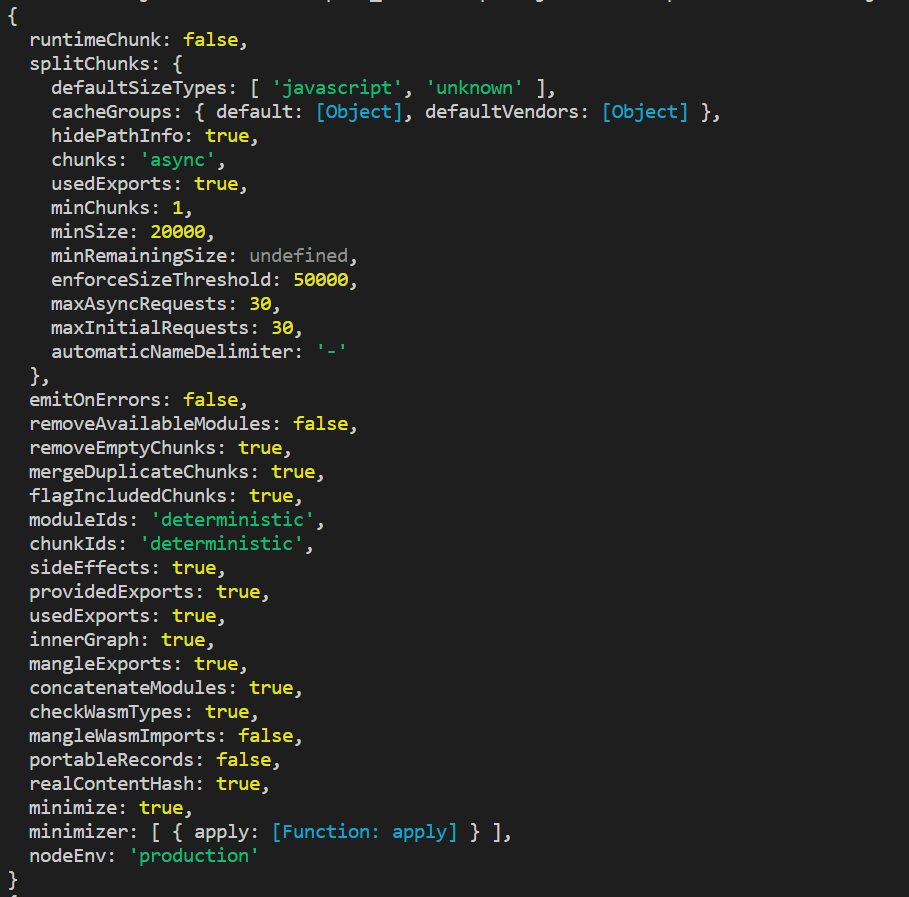 {
  runtimeChunk: false,
  splitChunks: {
    defaultSizeTypes: [ 'javascript', 'unknown' ],
    cacheGroups: { default: [Object], defaultVendors: [Object] },
    hidePathInfo: true,
    chunks: 'async',
    usedExports: true,
    minChunks: 1,
    minSize: 20000,
    minRemainingSize: undefined,
    enforceSizeThreshold: 50000,
    maxAsyncRequests: 30,
    maxInitialRequests: 30,
    automaticNameDelimiter: '-'
  },
  emitOnErrors: false,
  removeAvailableModules: false,
  removeEmptyChunks: true,
  mergeDuplicateChunks: true,
  flagIncludedChunks: true,
  moduleIds: 'deterministic',
  chunkIds: 'deterministic',
  sideEffects: true,
  providedExports: true,
  usedExports: true,
  innerGraph: true,
  mangleExports: true,
  concatenateModules: true,
  checkWasmTypes: true,
  mangleWasmImports: false,
  portableRecords: false,
  realContentHash: true,
  minimize: true,
  minimizer: [ { apply: [Function: apply] } ],
  nodeEnv: 'production'
}